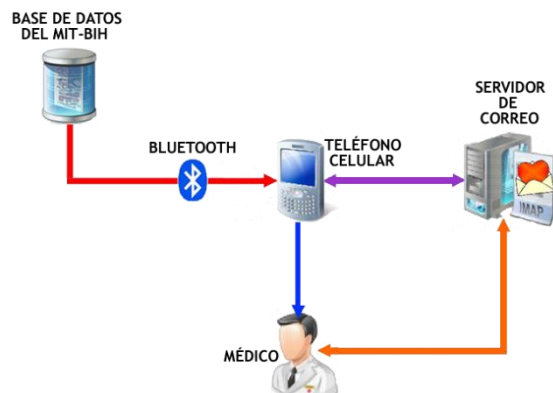 BASE DE DATOS
DEL MIT-BIH
BLUETOOTH
TELÉFONO
CELULAR
SERVIDOR
DE
CORREO
IMAP
MÉDICO